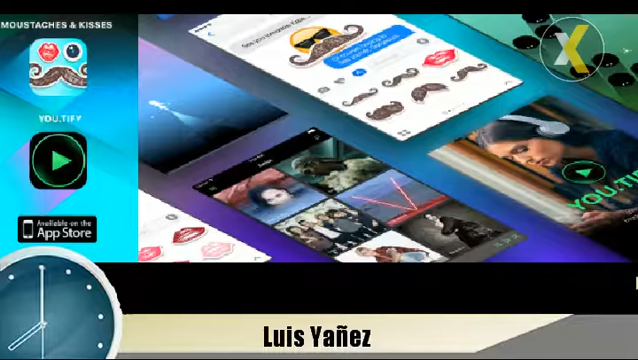 MOUSTACHES & KISSES
YOU.TIFY
Available on the
App Store
YOU.TIFY
X
Luis Yañez